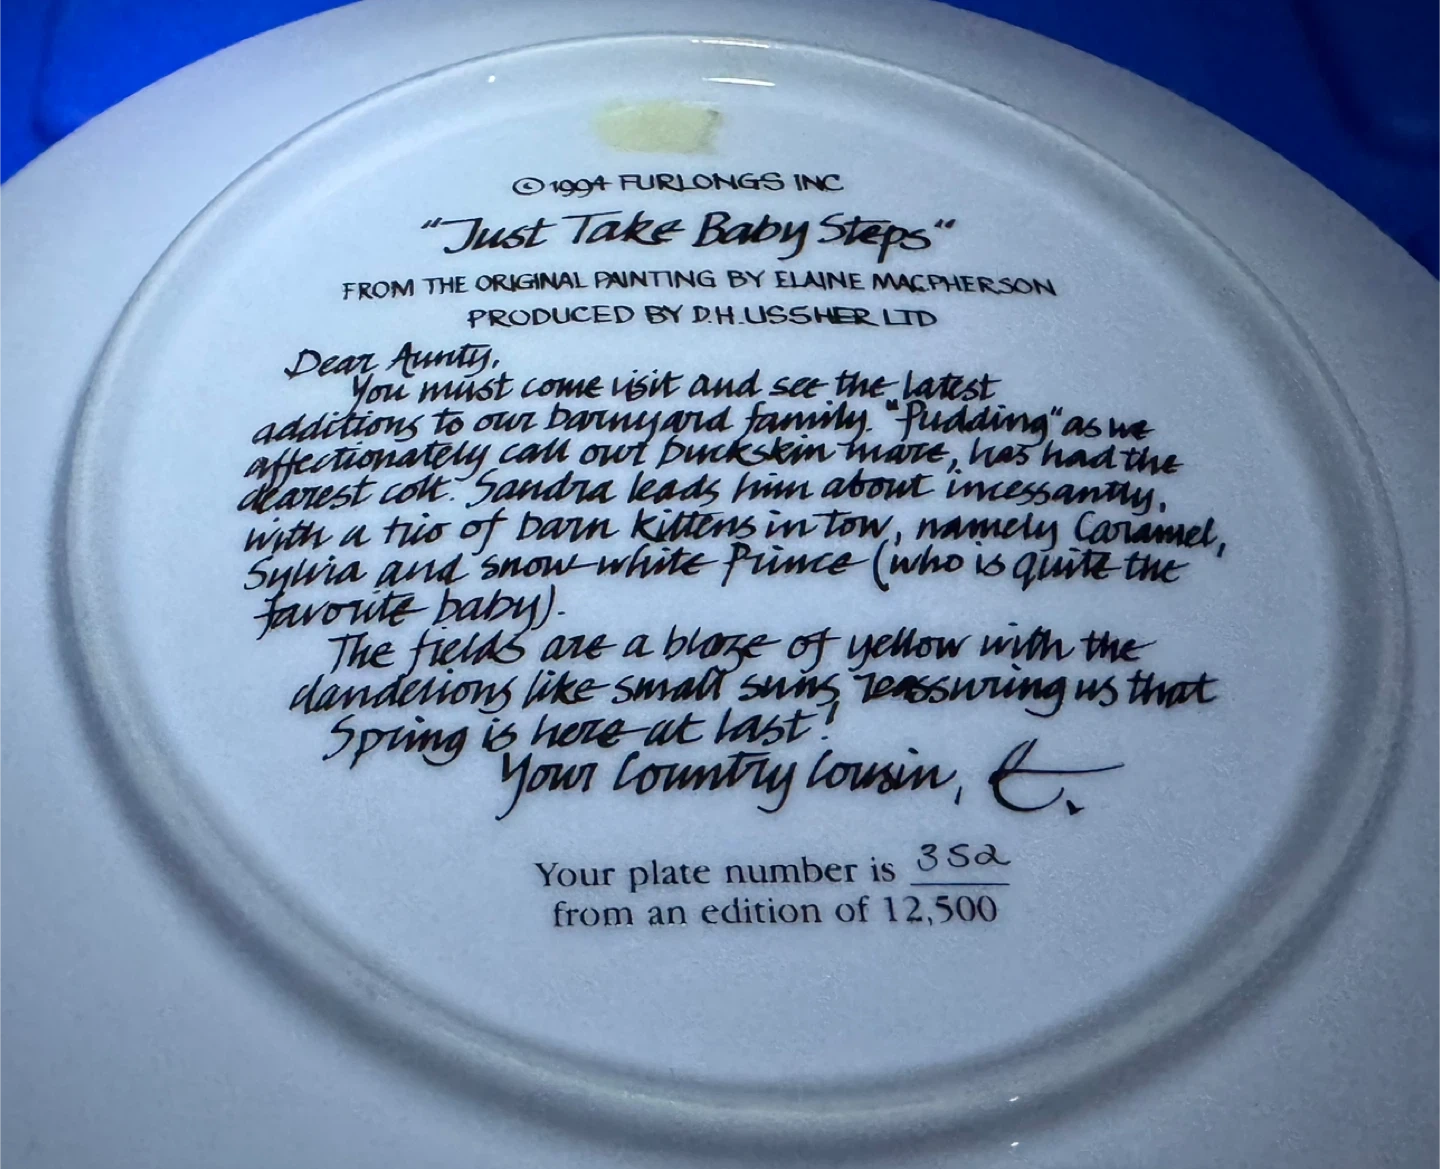 © 1994 FURLONGS INC
"Just Take Baby Steps"
FROM THE ORIGINAL PAINTING BY ELAINE MACPHERSON
PRODUCED BY D.H. USSHER LTD
Dear Aunty,
You must come visit and see the latest
additions to our barnyard family. "Pudding" as we
affectionately call our buckskin mare, has had the
dearest colt. Sandra leads him about incessantly,
with a trio of barn kittens in tow, namely Caramel,
Sylvia and snow-white Prince (who is quite the
favorite baby).
The fields are a blaze of yellow with the
dandelions like small suns, reassuring us that
Spring is here at last!
Your Country Cousin, E.
Your plate number is 352
from an edition of 12,500